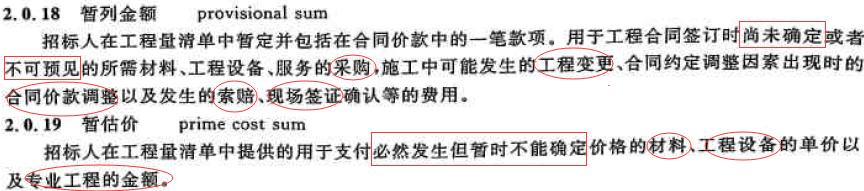 2.0.18 暂列金额 provisional sum
招标人在工程量清单中暂定并包括在合同价款中的一笔款项。用于工程合同签订时尚未确定或者
不可预见的所需材料、工程设备、服务的采购,施工中可能发生的工程变更、合同约定调整因素出现时的
合同价款调整以及发生的索赔、现场签证确认等的费用。
2.0.19 暂估价 prime cost sum
招标人在工程量清单中提供的用于支付必然发生但暂时不能确定价格的材料、工程设备的单价以
及专业工程的金额。